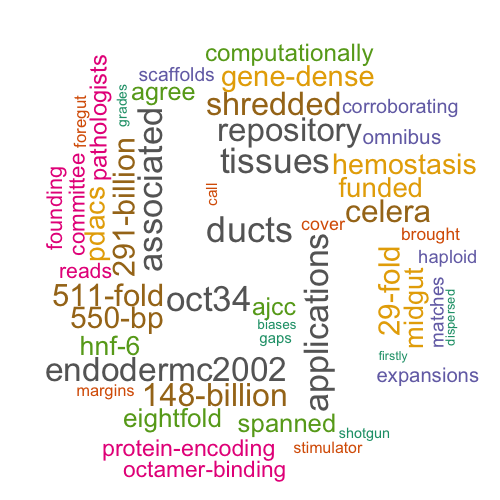 computationally
scaffolds
gene-dense
grades
agree
shredded
corroborating
foregut
pathologists
repository
omnibus
associated
tissues
hemostasis
291-billion
call
funded
founding
committee
pdacs
ducts
cover
celera
brought
reads
applications
29-fold
midgut
haploid
511-fold
oct34
ajcc
matches
dispersed
550-bp
biases
gaps
hnf-6
firstly
endodermc2002
expansions
margins
148-billion
eightfold
spanned
shotgun
protein-encoding
stimulator
octamer-binding